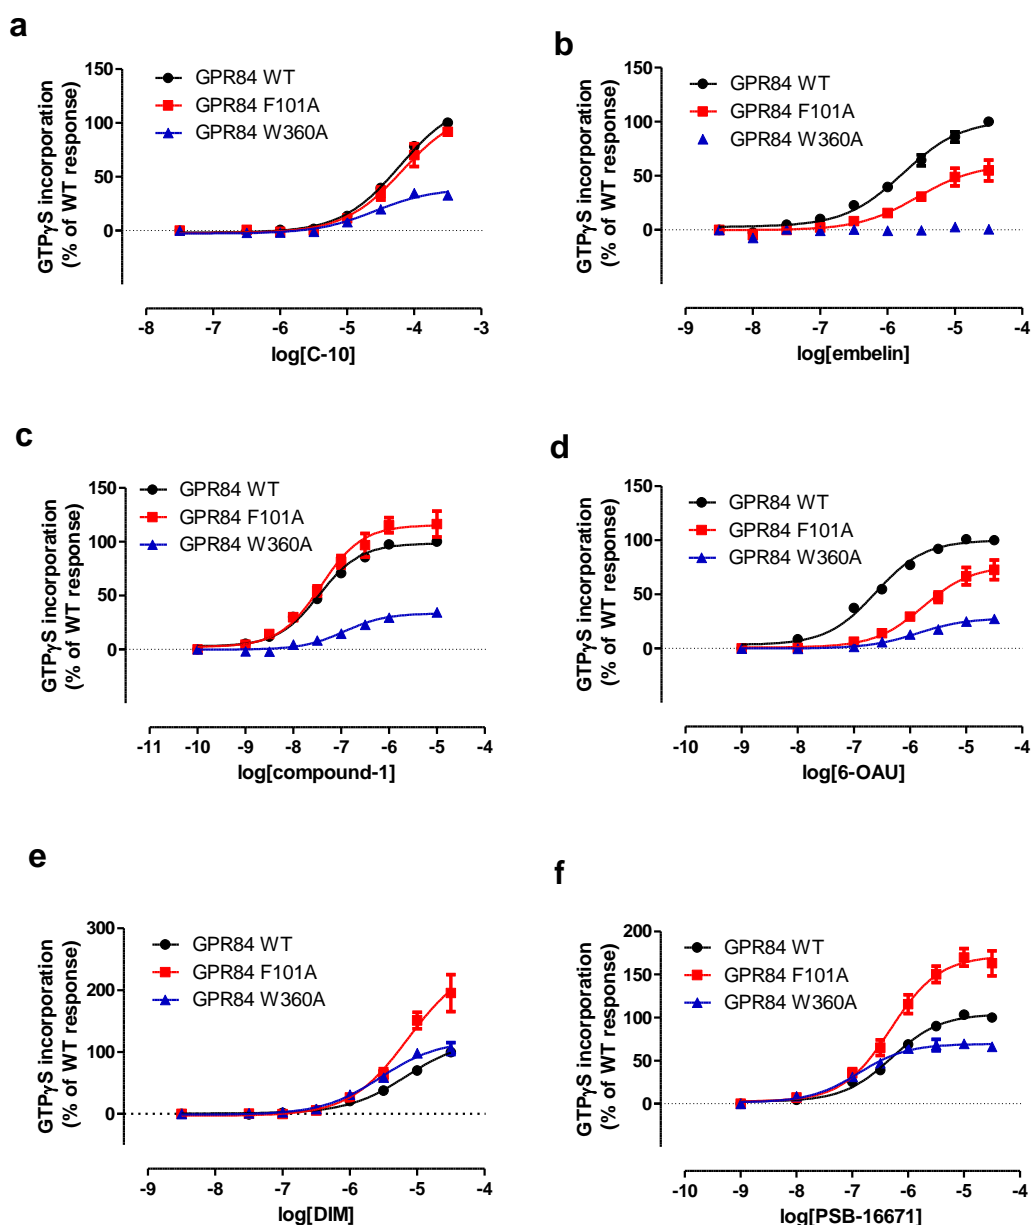 a
GTPγS incorporation
(% of WT response)
150
100
50
0
GPR84 WT
GPR84 F101A
GPR84 W360A
-8 -7 -6 -5 -4 -3
log[C-10]
b
GTPγS incorporation
(% of WT response)
150
100
50
0
GPR84 WT
GPR84 F101A
GPR84 W360A
-9 -8 -7 -6 -5 -4
log[embelin]
c
GTPγS incorporation
(% of WT response)
150
100
50
0
GPR84 WT
GPR84 F101A
GPR84 W360A
-11 -10 -9 -8 -7 -6 -5 -4
log[compound-1]
d
GTPγS incorporation
(% of WT response)
150
100
50
0
GPR84 WT
GPR84 F101A
GPR84 W360A
-10 -9 -8 -7 -6 -5 -4
log[6-OAU]
e
GTPγS incorporation
(% of WT response)
300
200
100
0
GPR84 WT
GPR84 F101A
GPR84 W360A
-9 -8 -7 -6 -5 -4
log[DIM]
f
GTPγS incorporation
(% of WT response)
200
150
100
50
0
GPR84 WT
GPR84 F101A
GPR84 W360A
-10 -9 -8 -7 -6 -5 -4
log[PSB-16671]